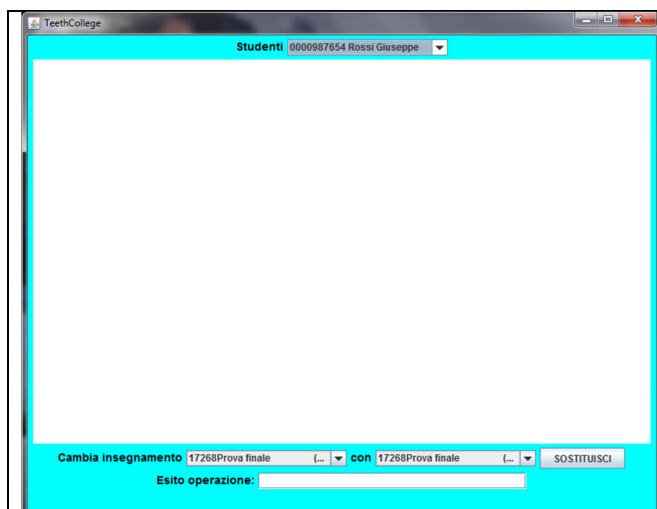 TeethCollege
Studenti 0000987654 Rossi Giuseppe
Cambia insegnamento 17268Prova finale (... con 17268Prova finale (... SOSTITUISCI
Esito operazione: